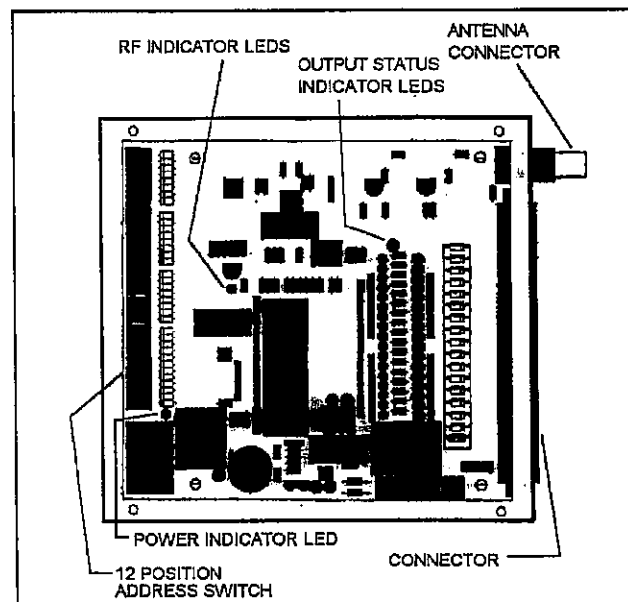 ANTENNA
CONNECTOR
RF INDICATOR LEDS
OUTPUT STATUS
INDICATOR LEDS
POWER INDICATOR LED
CONNECTOR
12 POSITION
ADDRESS SWITCH